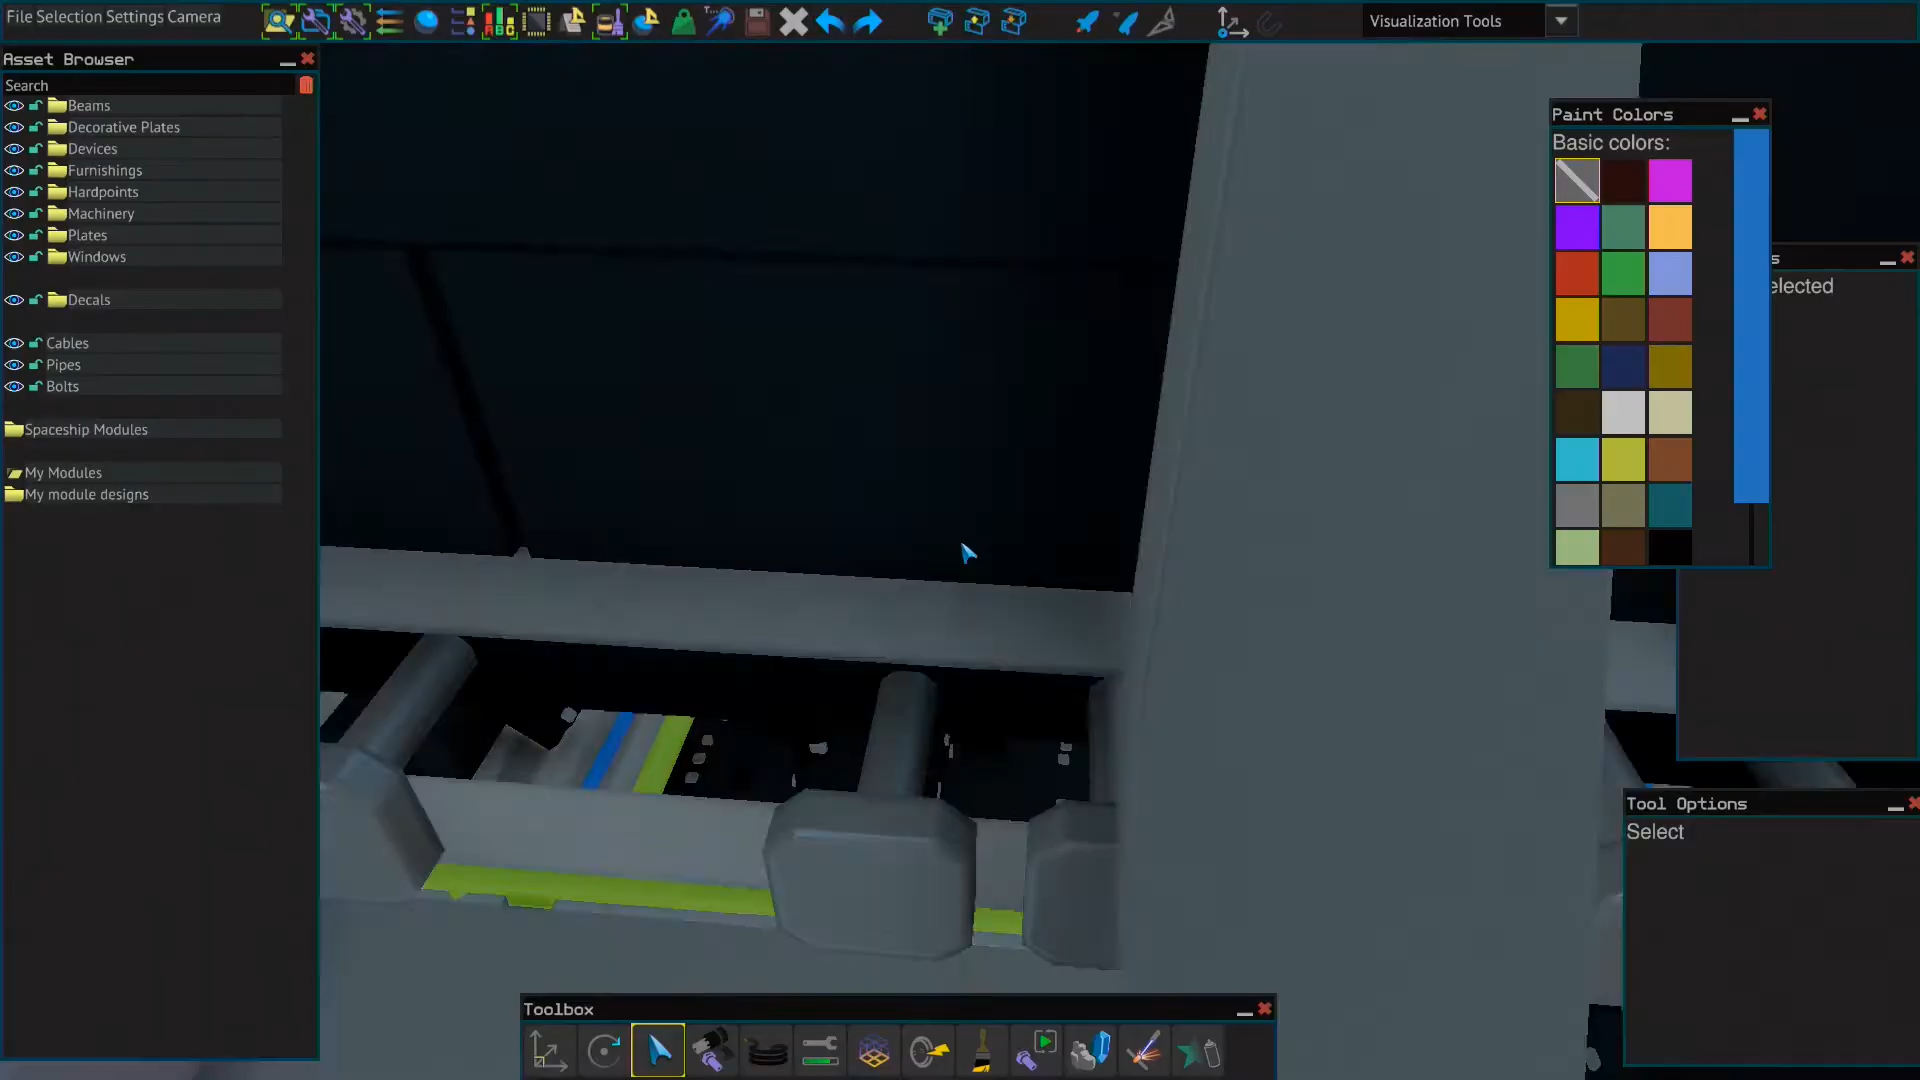 File Selection Settings Camera
Visualization Tools
Asset Browser
Search
Beams
Decorative Plates
Devices
Furnishings
Hardpoints
Machinery
Plates
Windows
Decals
Cables
Pipes
Bolts
Spaceship Modules
My Modules
My module designs
Paint Colors
Basic colors:
Tool Options
Select
Toolbox